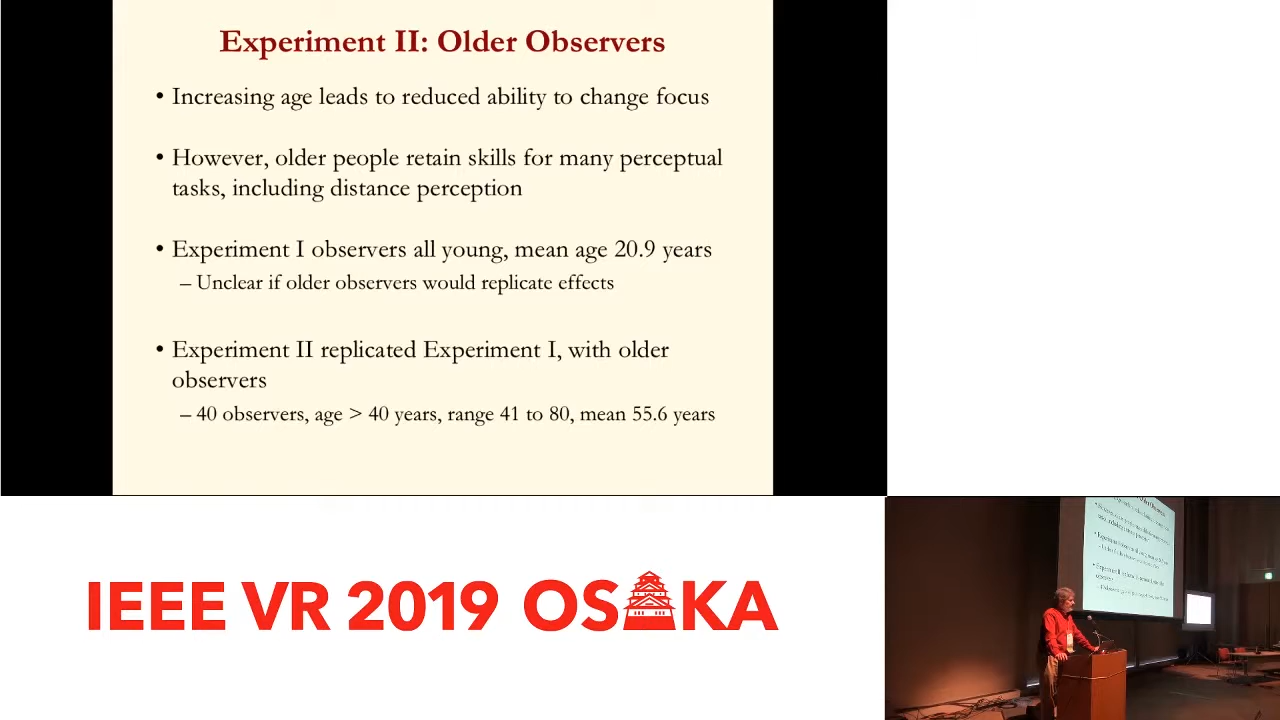 Experiment II: Older Observers
• Increasing age leads to reduced ability to change focus
• However, older people retain skills for many perceptual
tasks, including distance perception
• Experiment I observers all young, mean age 20.9 years
– Unclear if older observers would replicate effects
• Experiment II replicated Experiment I, with older
observers
– 40 observers, age > 40 years, range 41 to 80, mean 55.6 years
IEEE VR 2019 OSAKA